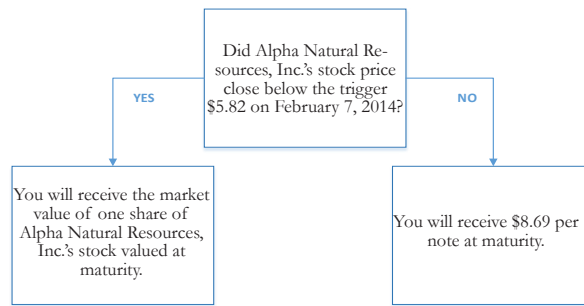 Did Alpha Natural Re-
sources, Inc.'s stock price
close below the trigger
$5.82 on February 7, 2014?
YES
NO
You will receive the market
value of one share of
Alpha Natural Resources,
Inc.'s stock valued at
maturity.
You will receive $8.69 per
note at maturity.